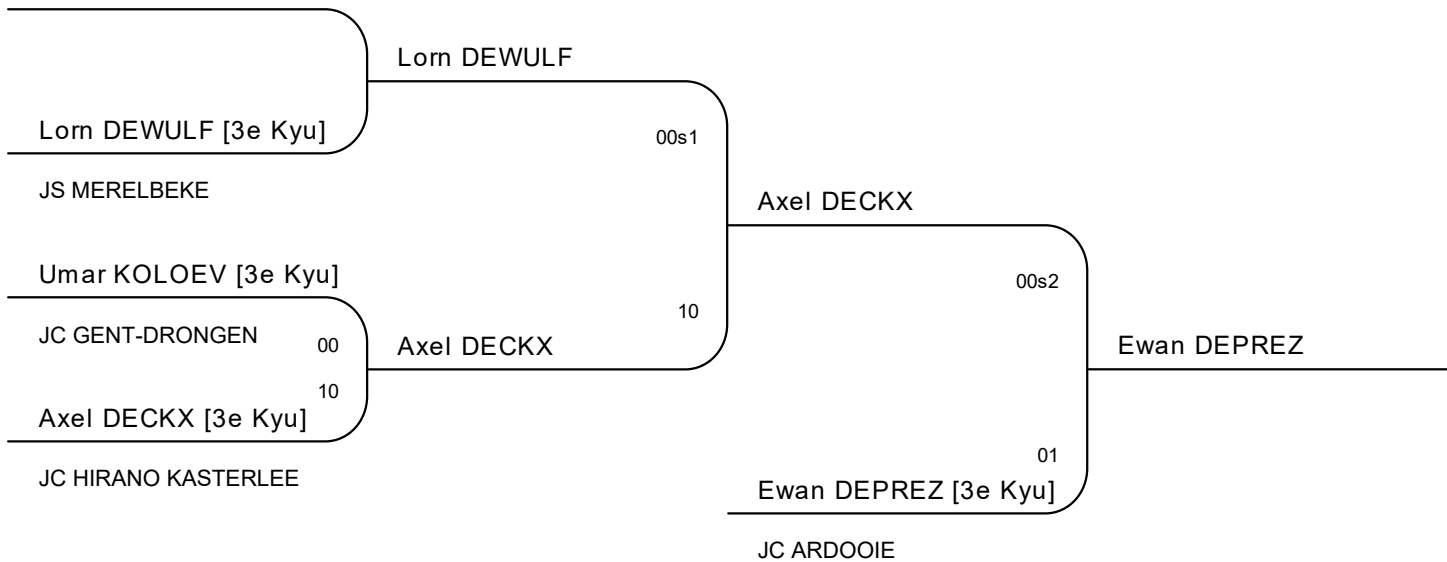 Lorn DEWULF
Lorn DEWULF [3e Kyu]
00s1
JS MERELBEKE
Axel DECKX
Umar KOLOEV [3e Kyu]
00s2
JC GENT-DRONGEN
00
10
Axel DECKX
Ewan DEPREZ
10
Axel DECKX [3e Kyu]
01
JC HIRANO KASTERLEE
Ewan DEPREZ [3e Kyu]
JC ARDOOIE